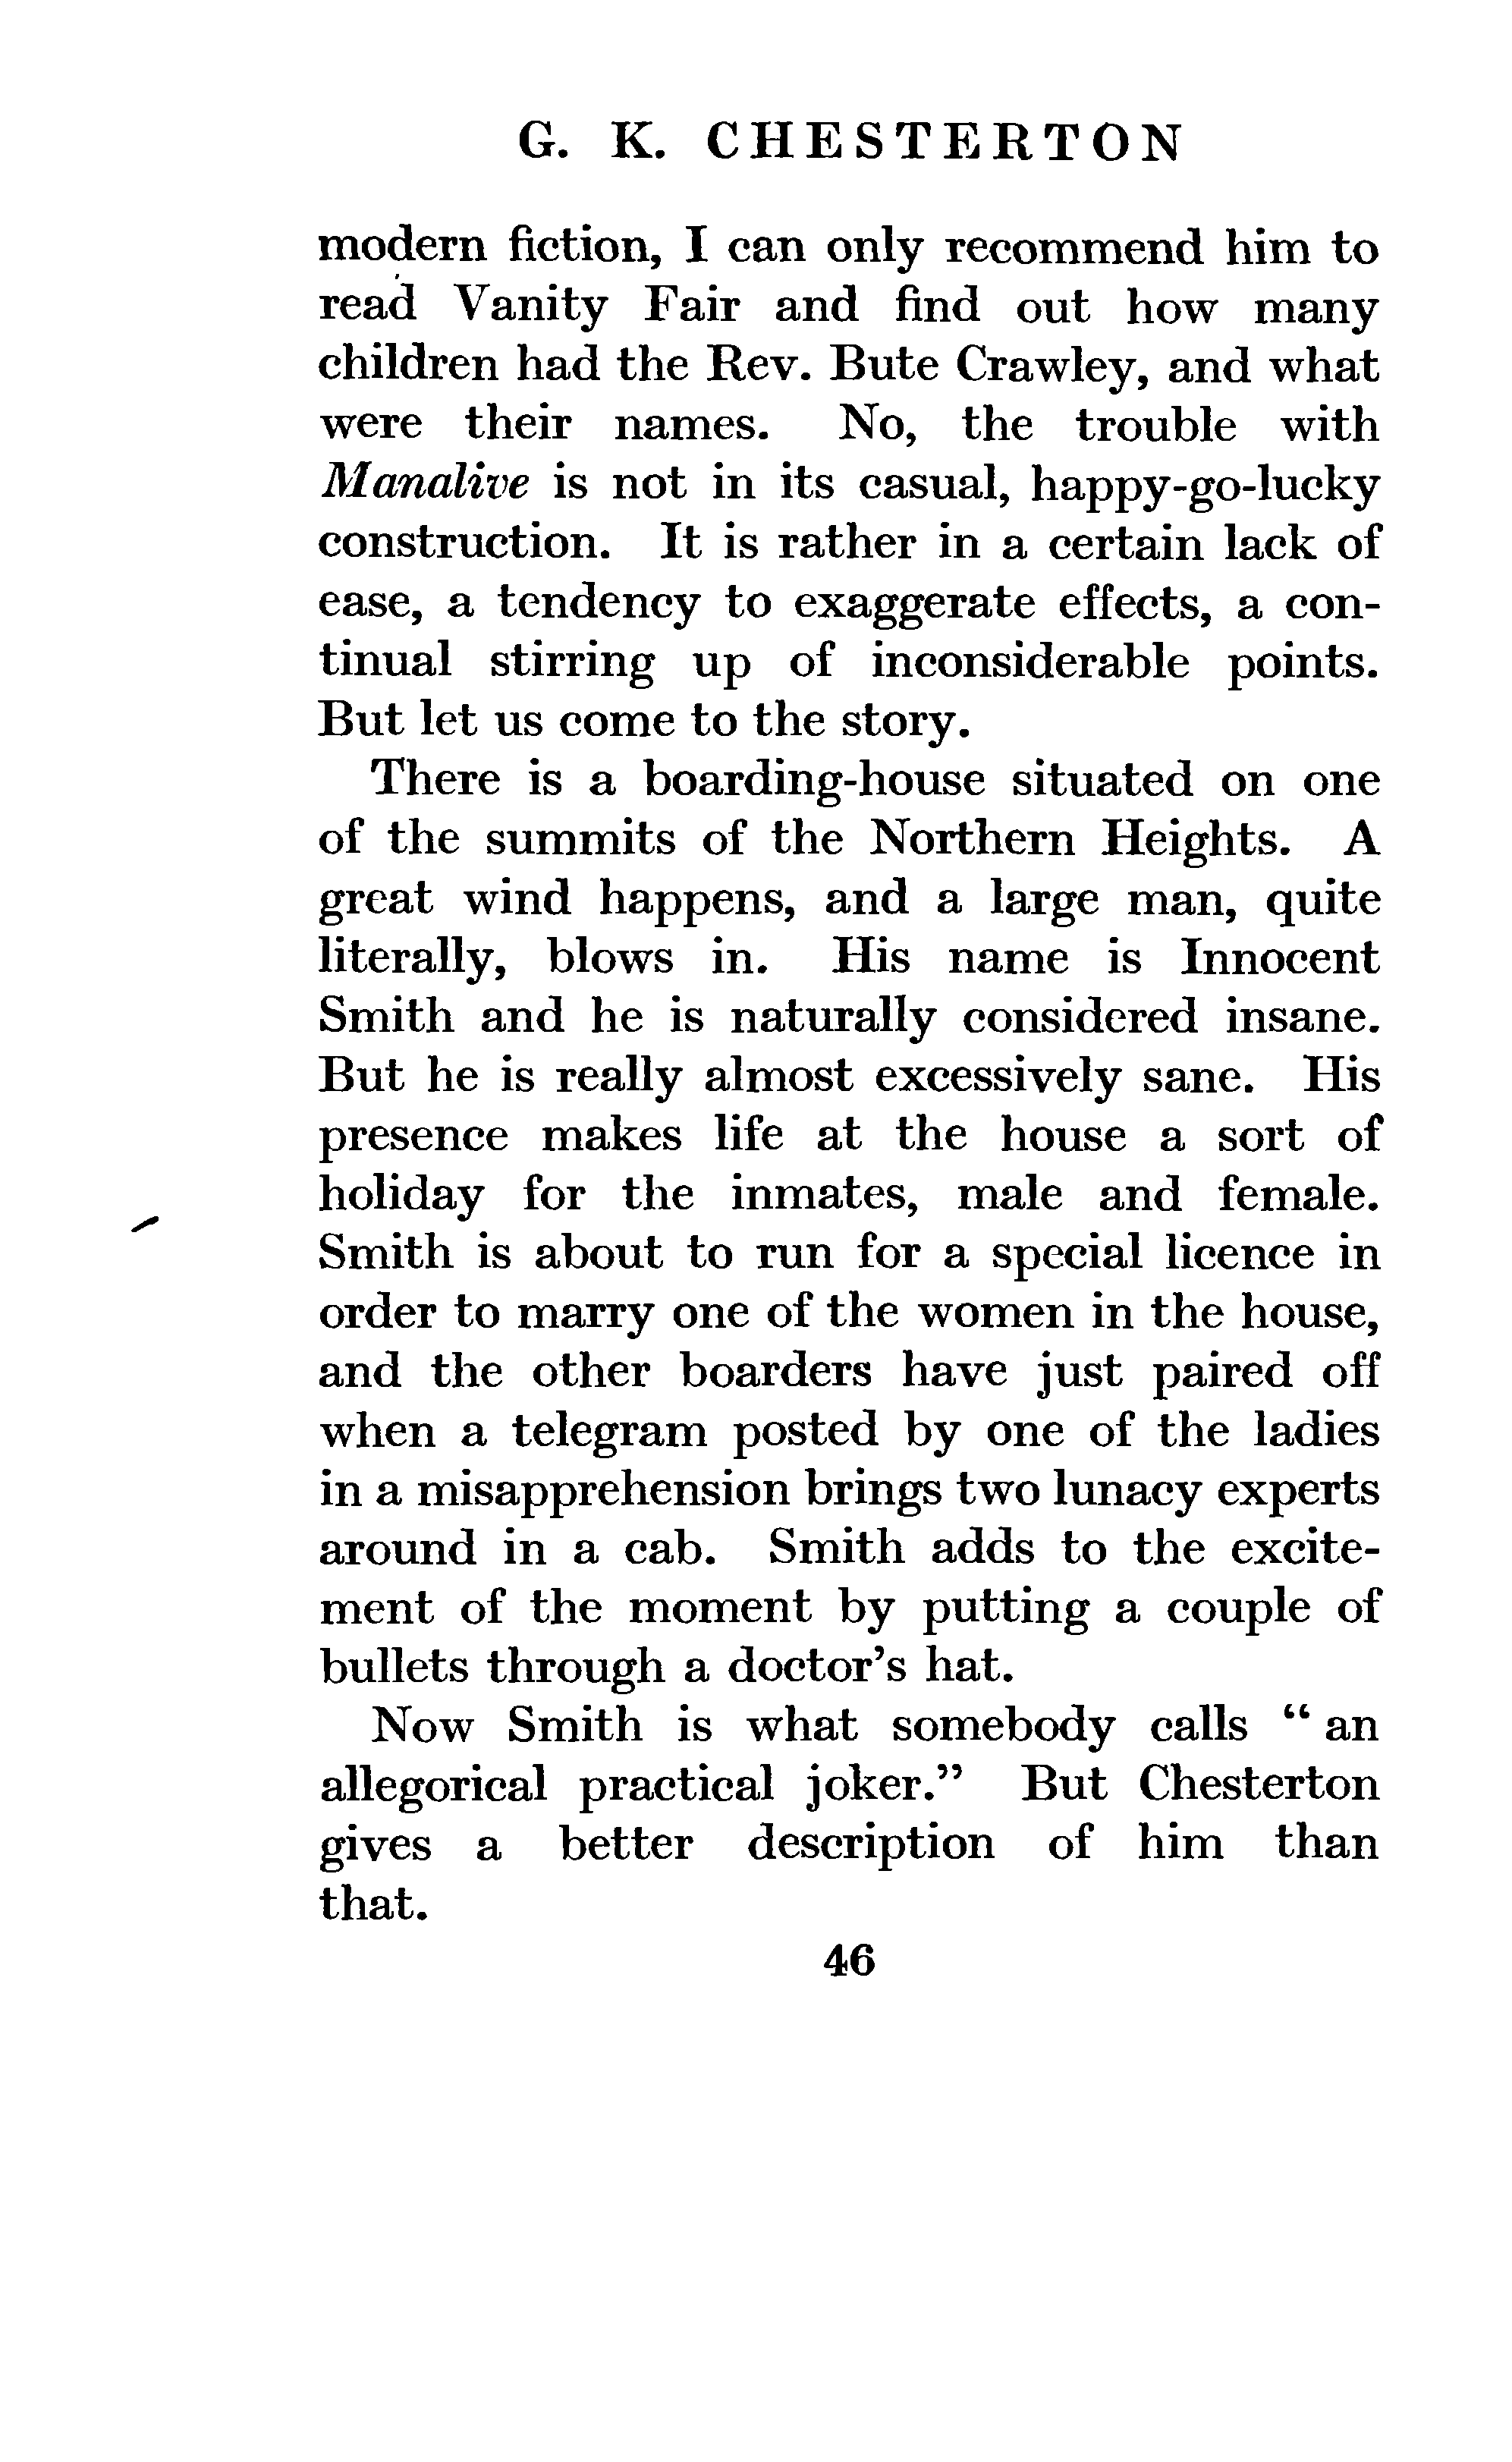 G. K. CHESTERTON
modern fiction, I can only recommend him to
read Vanity Fair and find out how many
children had the Rev. Bute Crawley, and what
were their names. No, the trouble with
Manalive is not in its casual, happy-go-lucky
construction. It is rather in a certain lack of
ease, a tendency to exaggerate effects, a con-
tinual stirring up of inconsiderable points.
But let us come to the story.
There is a boarding-house situated on one
of the summits of the Northern Heights. A
great wind happens, and a large man, quite
literally, blows in. His name is Innocent
Smith and he is naturally considered insane.
But he is really almost excessively sane. His
presence makes life at the house a sort of
holiday for the inmates, male and female.
Smith is about to run for a special licence in
order to marry one of the women in the house,
and the other boarders have just paired off
when a telegram posted by one of the ladies
in a misapprehension brings two lunacy experts
around in a cab. Smith adds to the excite-
ment of the moment by putting a couple of
bullets through a doctor's hat.
Now Smith is what somebody calls " an
allegorical practical joker." But Chesterton
gives a better description of him than
that.
46